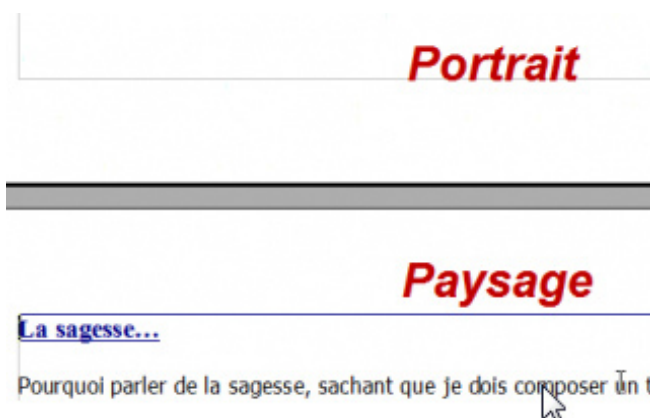 Portrait
Paysage
La sagesse...
Pourquoi parler de la sagesse, sachant que je dois composer un t